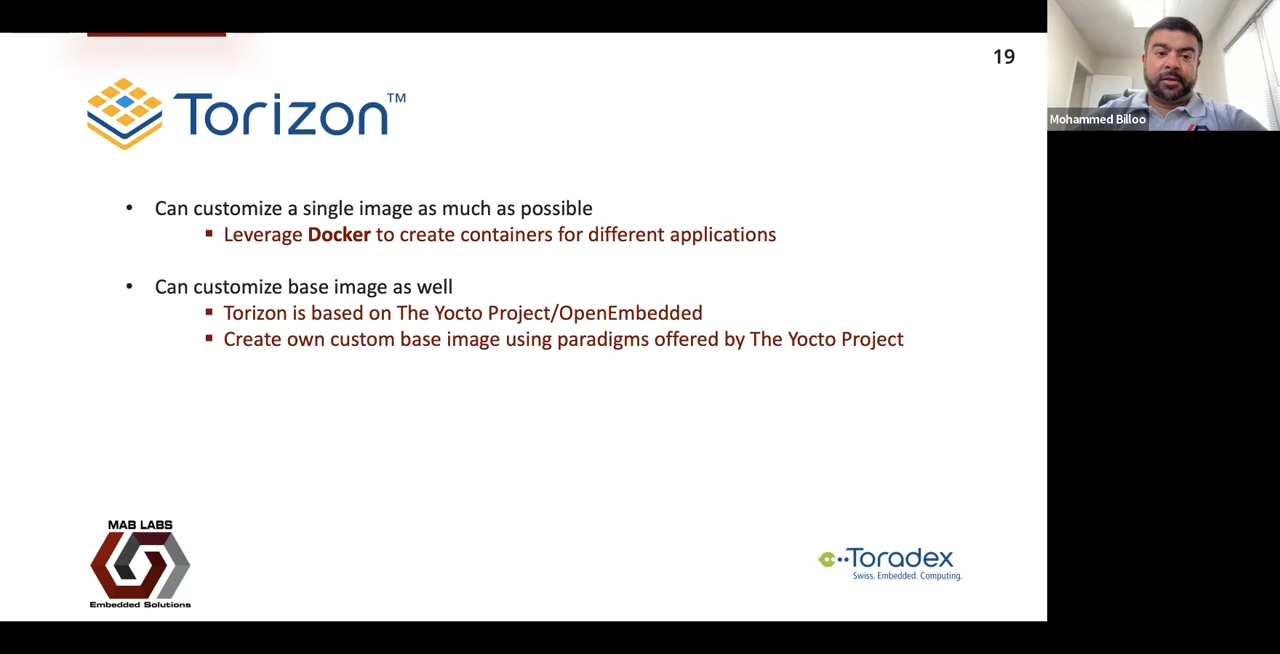 19
Torizon™
Mohammed Billoo
• Can customize a single image as much as possible
▪ Leverage Docker to create containers for different applications
• Can customize base image as well
▪ Torizon is based on The Yocto Project/OpenEmbedded
▪ Create own custom base image using paradigms offered by The Yocto Project
MAB LABS
Embedded Solutions
Toradex
Swiss. Embedded. Computing.